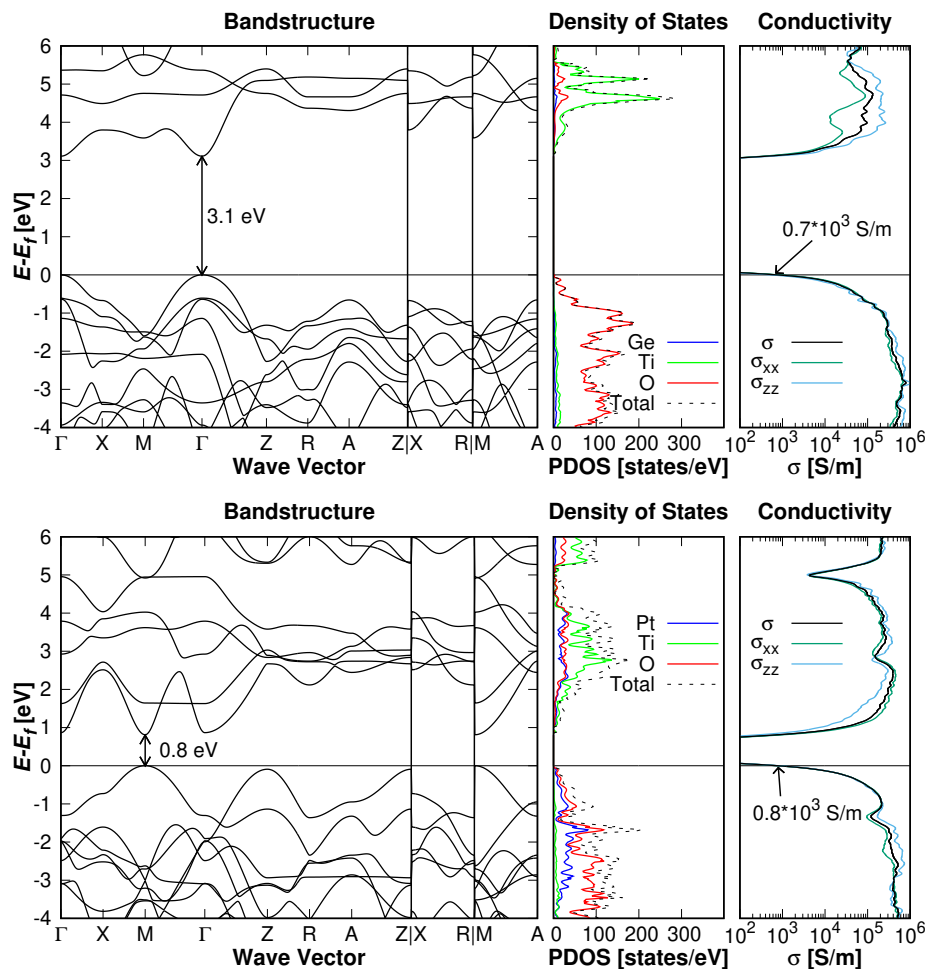 Bandstructure Density of States Conductivity
6
5
4
3
2
1
0
-1
-2
-3
-4
E-E_f [eV]
3.1 eV
0.7*10^3 S/m
Ge
Ti
O
Total
σ
σ_xx
σ_zz
Γ X M Γ Z R A Z|X R|M A
0 100 200 300
10^2 10^3 10^4 10^5 10^6
Wave Vector PDOS [states/eV] σ [S/m]
Bandstructure Density of States Conductivity
6
5
4
3
2
1
0
-1
-2
-3
-4
E-E_f [eV]
0.8 eV
Pt
Ti
O
Total
σ
σ_xx
σ_zz
0.8*10^3 S/m
Γ X M Γ Z R A Z|X R|M A
0 100 200 300
10^2 10^3 10^4 10^5 10^6
Wave Vector PDOS [states/eV] σ [S/m]